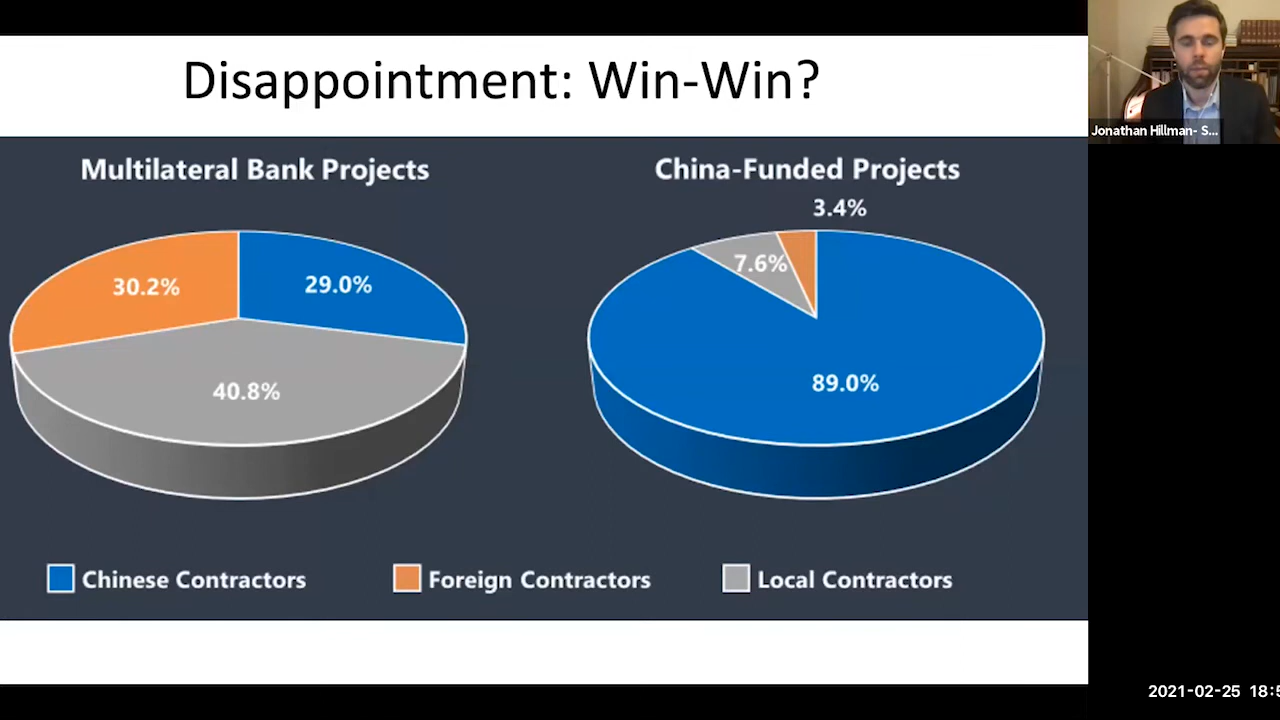 Disappointment: Win-Win?
Multilateral Bank Projects
China-Funded Projects
3.4%
30.2%
29.0%
7.6%
40.8%
89.0%
Chinese Contractors
Foreign Contractors
Local Contractors
Jonathan Hillman- S...
2021-02-25 18:5